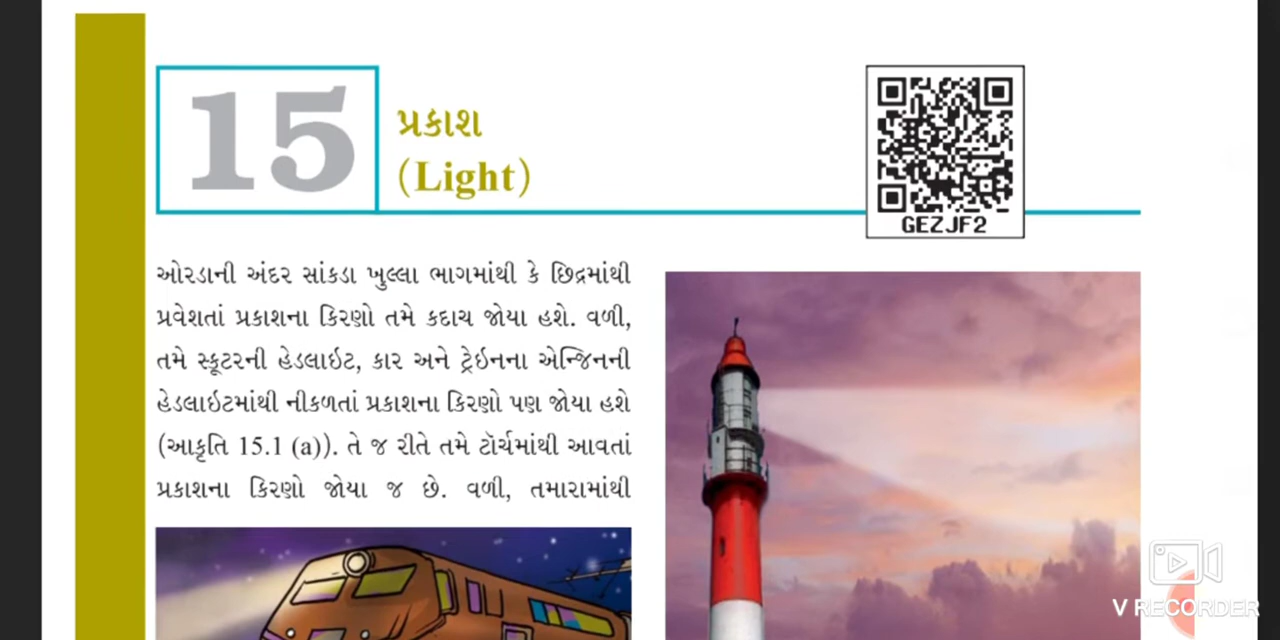 15
પ્રકાશ
(Light)
GEZJF2
ઓરડાની અંદર સાંકડા ખુલ્લા ભાગમાંથી કે છિદ્રમાંથી
પ્રવેશતાં પ્રકાશના કિરણો તમે કદાચ જોયા હશે. વળી,
તમે સ્કૂટરની હેડલાઇટ, કાર અને ટ્રેઇનના એન્જિનની
હેડલાઇટમાંથી નીકળતાં પ્રકાશના કિરણો પણ જોયા હશે
(આકૃતિ 15.1 (a)). તે જ રીતે તમે ટૉર્ચમાંથી આવતાં
પ્રકાશના કિરણો જોયા જ છે. વળી, તમારામાંથી
V RECORDER